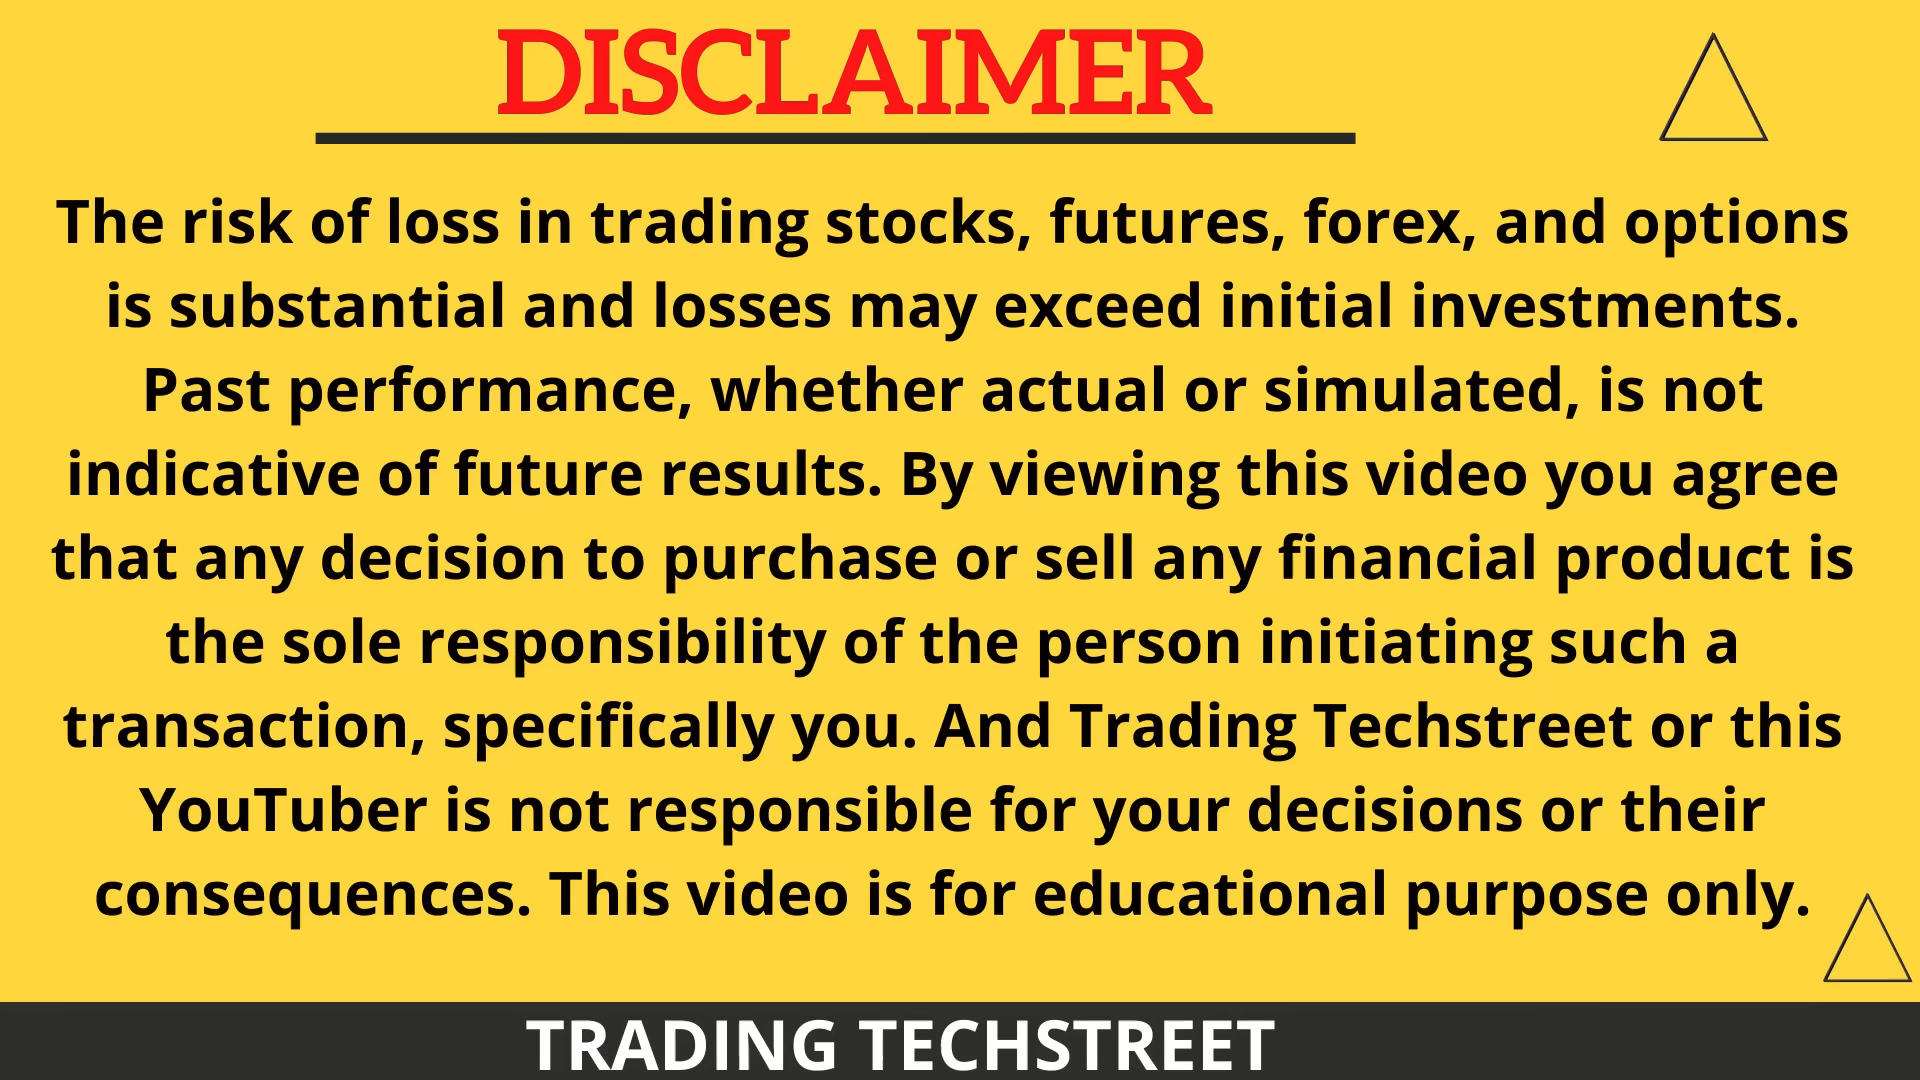 DISCLAIMER
The risk of loss in trading stocks, futures, forex, and options
is substantial and losses may exceed initial investments.
Past performance, whether actual or simulated, is not
indicative of future results. By viewing this video you agree
that any decision to purchase or sell any financial product is
the sole responsibility of the person initiating such a
transaction, specifically you. And Trading Techstreet or this
YouTuber is not responsible for your decisions or their
consequences. This video is for educational purpose only.
TRADING TECHSTREET